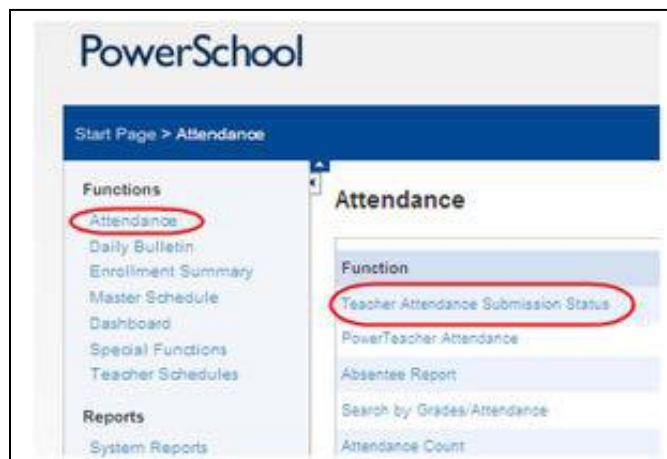 PowerSchool
Start Page > Attendance
Functions
Attendance
Daily Bulletin
Enrollment Summary
Master Schedule
Dashboard
Special Functions
Teacher Schedules
Reports
System Reports
Attendance
Function
Teacher Attendance Submission Status
PowerTeacher Attendance
Absentee Report
Search by Grades/Attendance
Attendance Count